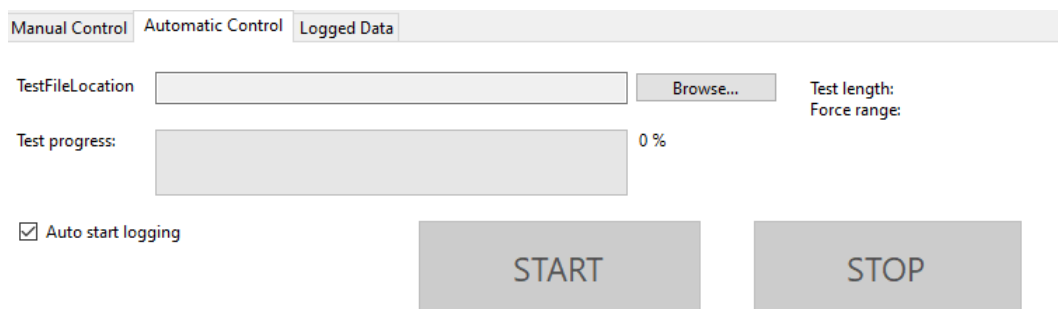 Manual Control Automatic Control Logged Data
TestFileLocation Browse... Test length:
Force range:
Test progress: 0 %
Auto start logging
START STOP